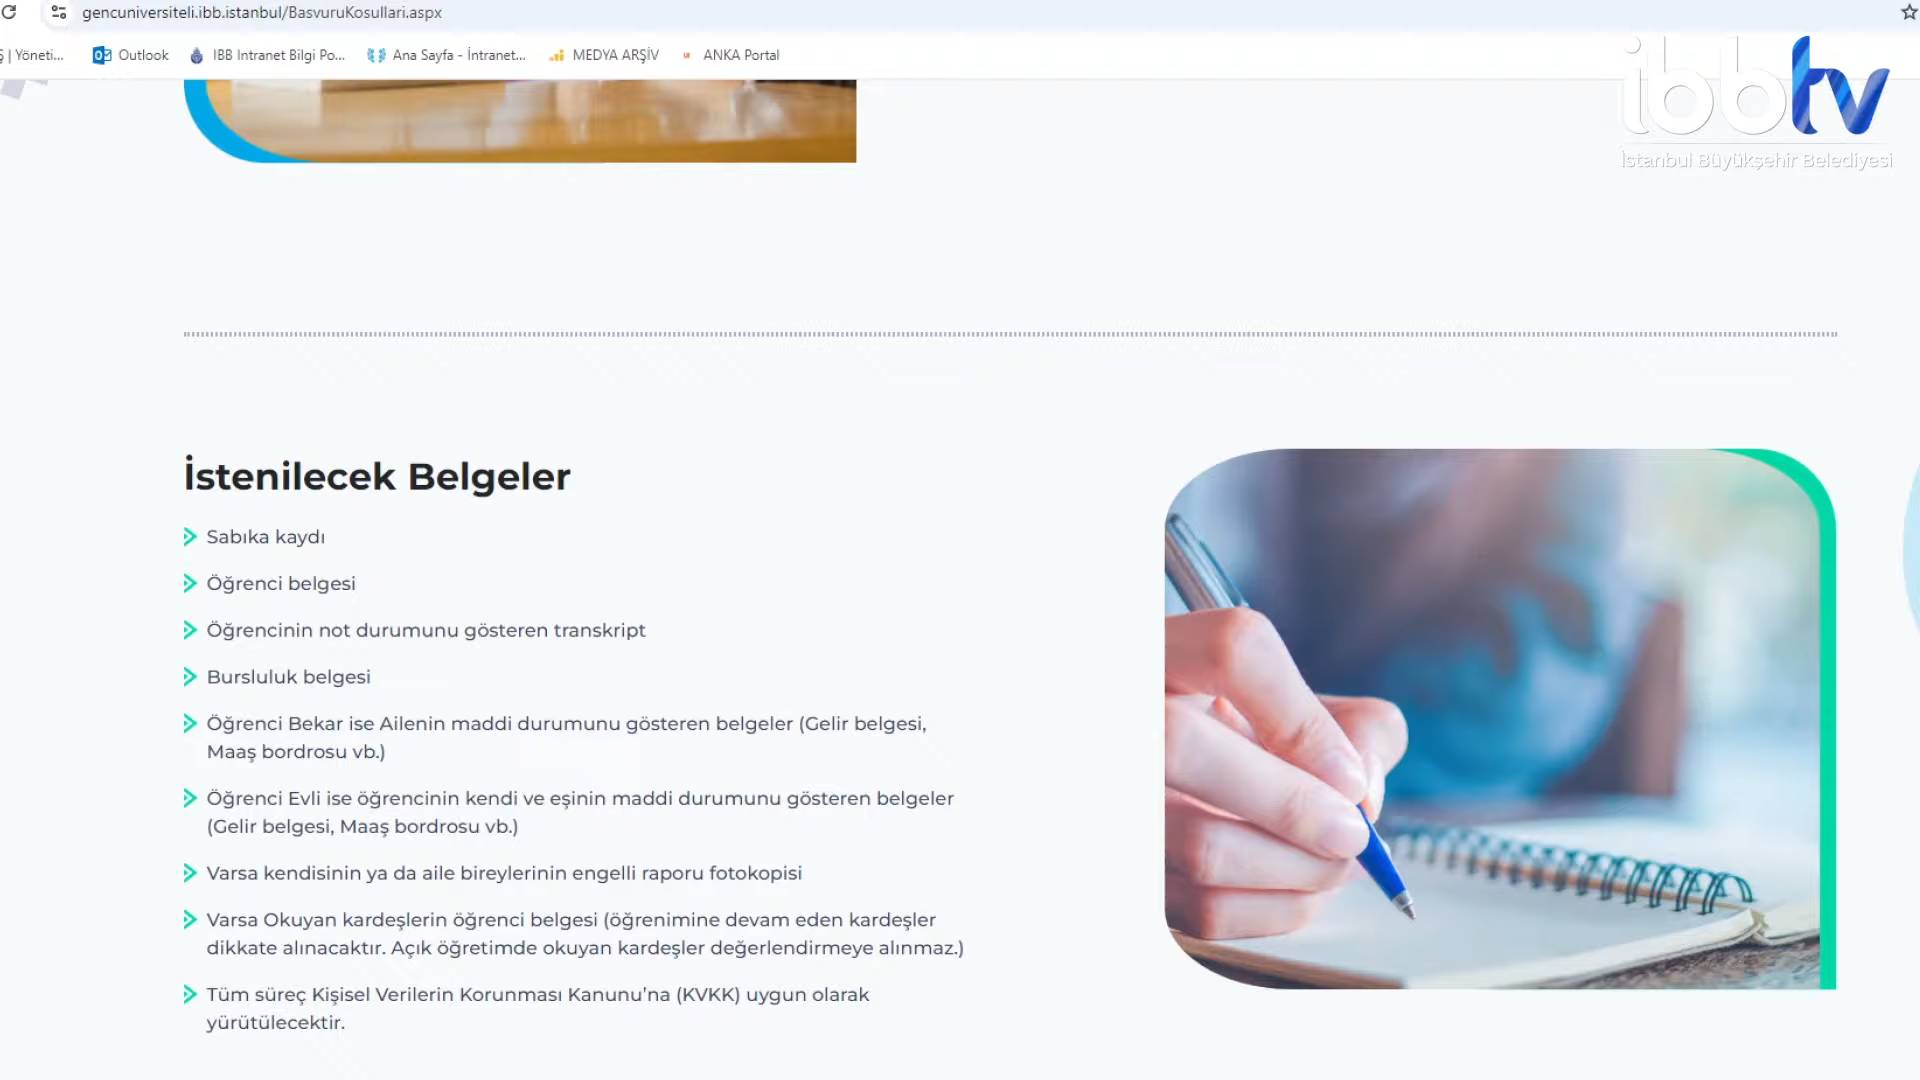 gencuniversiteli.ibb.istanbul/BasvuruKosullari.aspx
Ş | Yöneti... Outlook IBB Intranet Bilgi Po... Ana Sayfa - İntranet... MEDYA ARŞİV ANKA Portal
ibb tv
İstanbul Büyükşehir Belediyesi
İstenilecek Belgeler
Sabıka kaydı
Öğrenci belgesi
Öğrencinin not durumunu gösteren transkript
Bursluluk belgesi
Öğrenci Bekar ise Ailenin maddi durumunu gösteren belgeler (Gelir belgesi,
Maaş bordrosu vb.)
Öğrenci Evli ise öğrencinin kendi ve eşinin maddi durumunu gösteren belgeler
(Gelir belgesi, Maaş bordrosu vb.)
Varsa kendisinin ya da aile bireylerinin engelli raporu fotokopisi
Varsa Okuyan kardeşlerin öğrenci belgesi (öğrenimine devam eden kardeşler
dikkate alınacaktır. Açık öğretimde okuyan kardeşler değerlendirmeye alınmaz.)
Tüm süreç Kişisel Verilerin Korunması Kanunu’na (KVKK) uygun olarak
yürütülecektir.